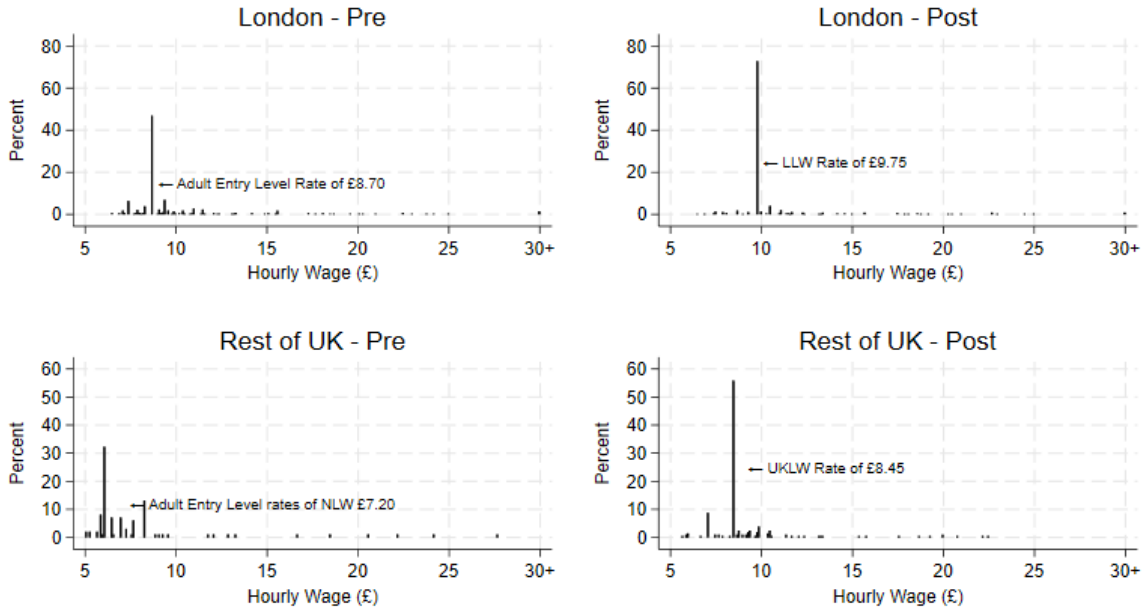 London - Pre
80
60
40
20
0
Percent
Adult Entry Level Rate of £8.70
5 10 15 20 25 30+
Hourly Wage (£)
London - Post
80
60
40
20
0
Percent
LLW Rate of £9.75
5 10 15 20 25 30+
Hourly Wage (£)
Rest of UK - Pre
60
50
40
30
20
10
0
Percent
Adult Entry Level rates of NLW £7.20
5 10 15 20 25 30+
Hourly Wage (£)
Rest of UK - Post
60
50
40
30
20
10
0
Percent
UKLW Rate of £8.45
5 10 15 20 25 30+
Hourly Wage (£)